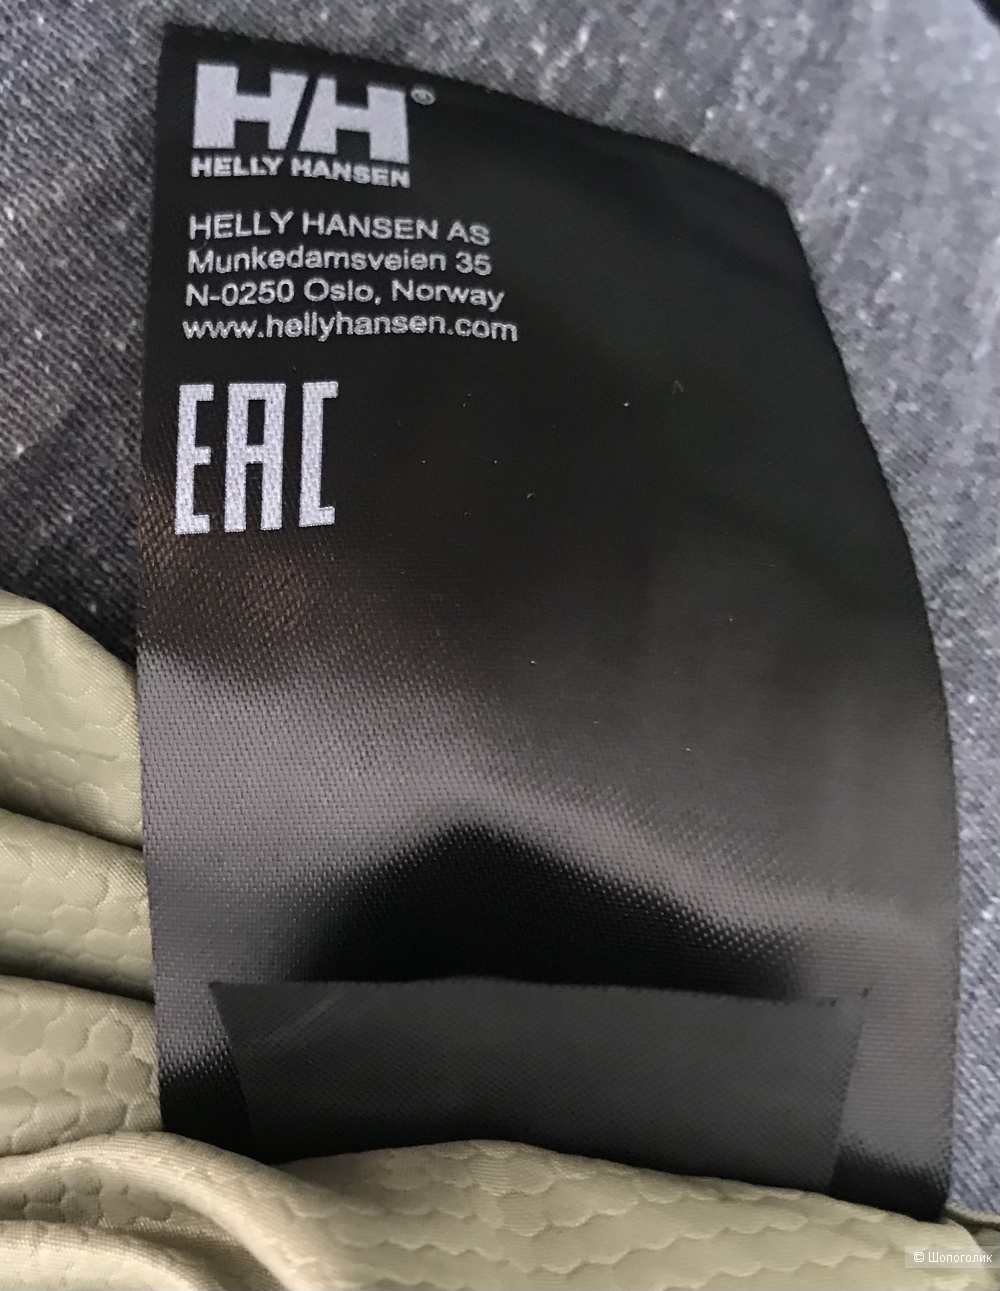 HH®
HELLY HANSEN
HELLY HANSEN AS
Munkedamsveien 35
N-0250 Oslo, Norway
www.hellyhansen.com
EAC
© Шопоголик